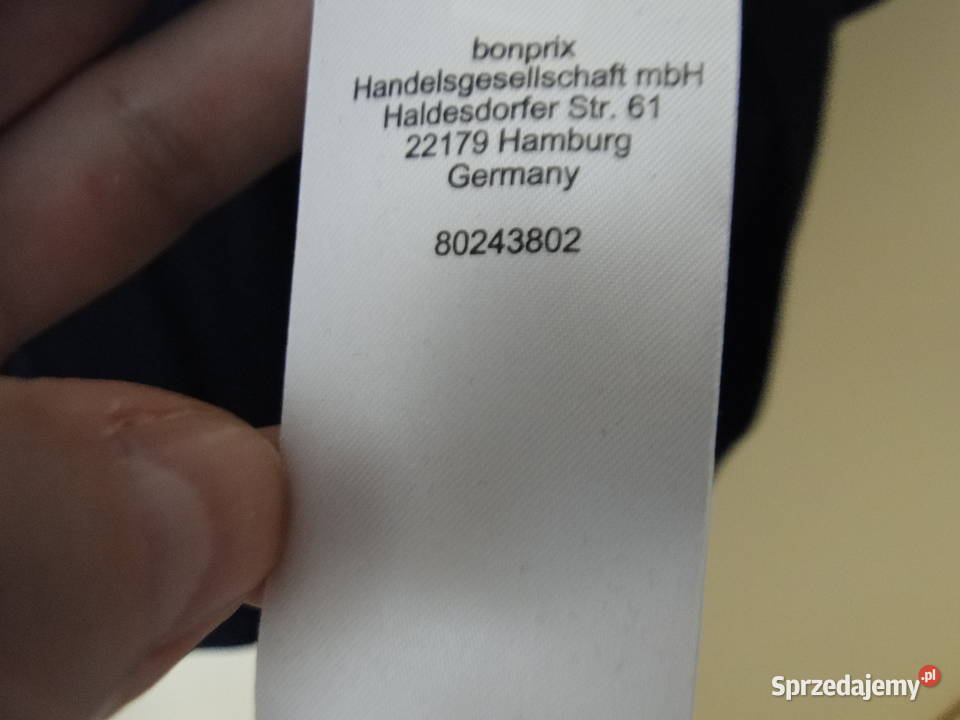 bonprix
Handelsgesellschaft mbH
Haldesdorfer Str. 61
22179 Hamburg
Germany
80243802
Sprzedajemy.pl